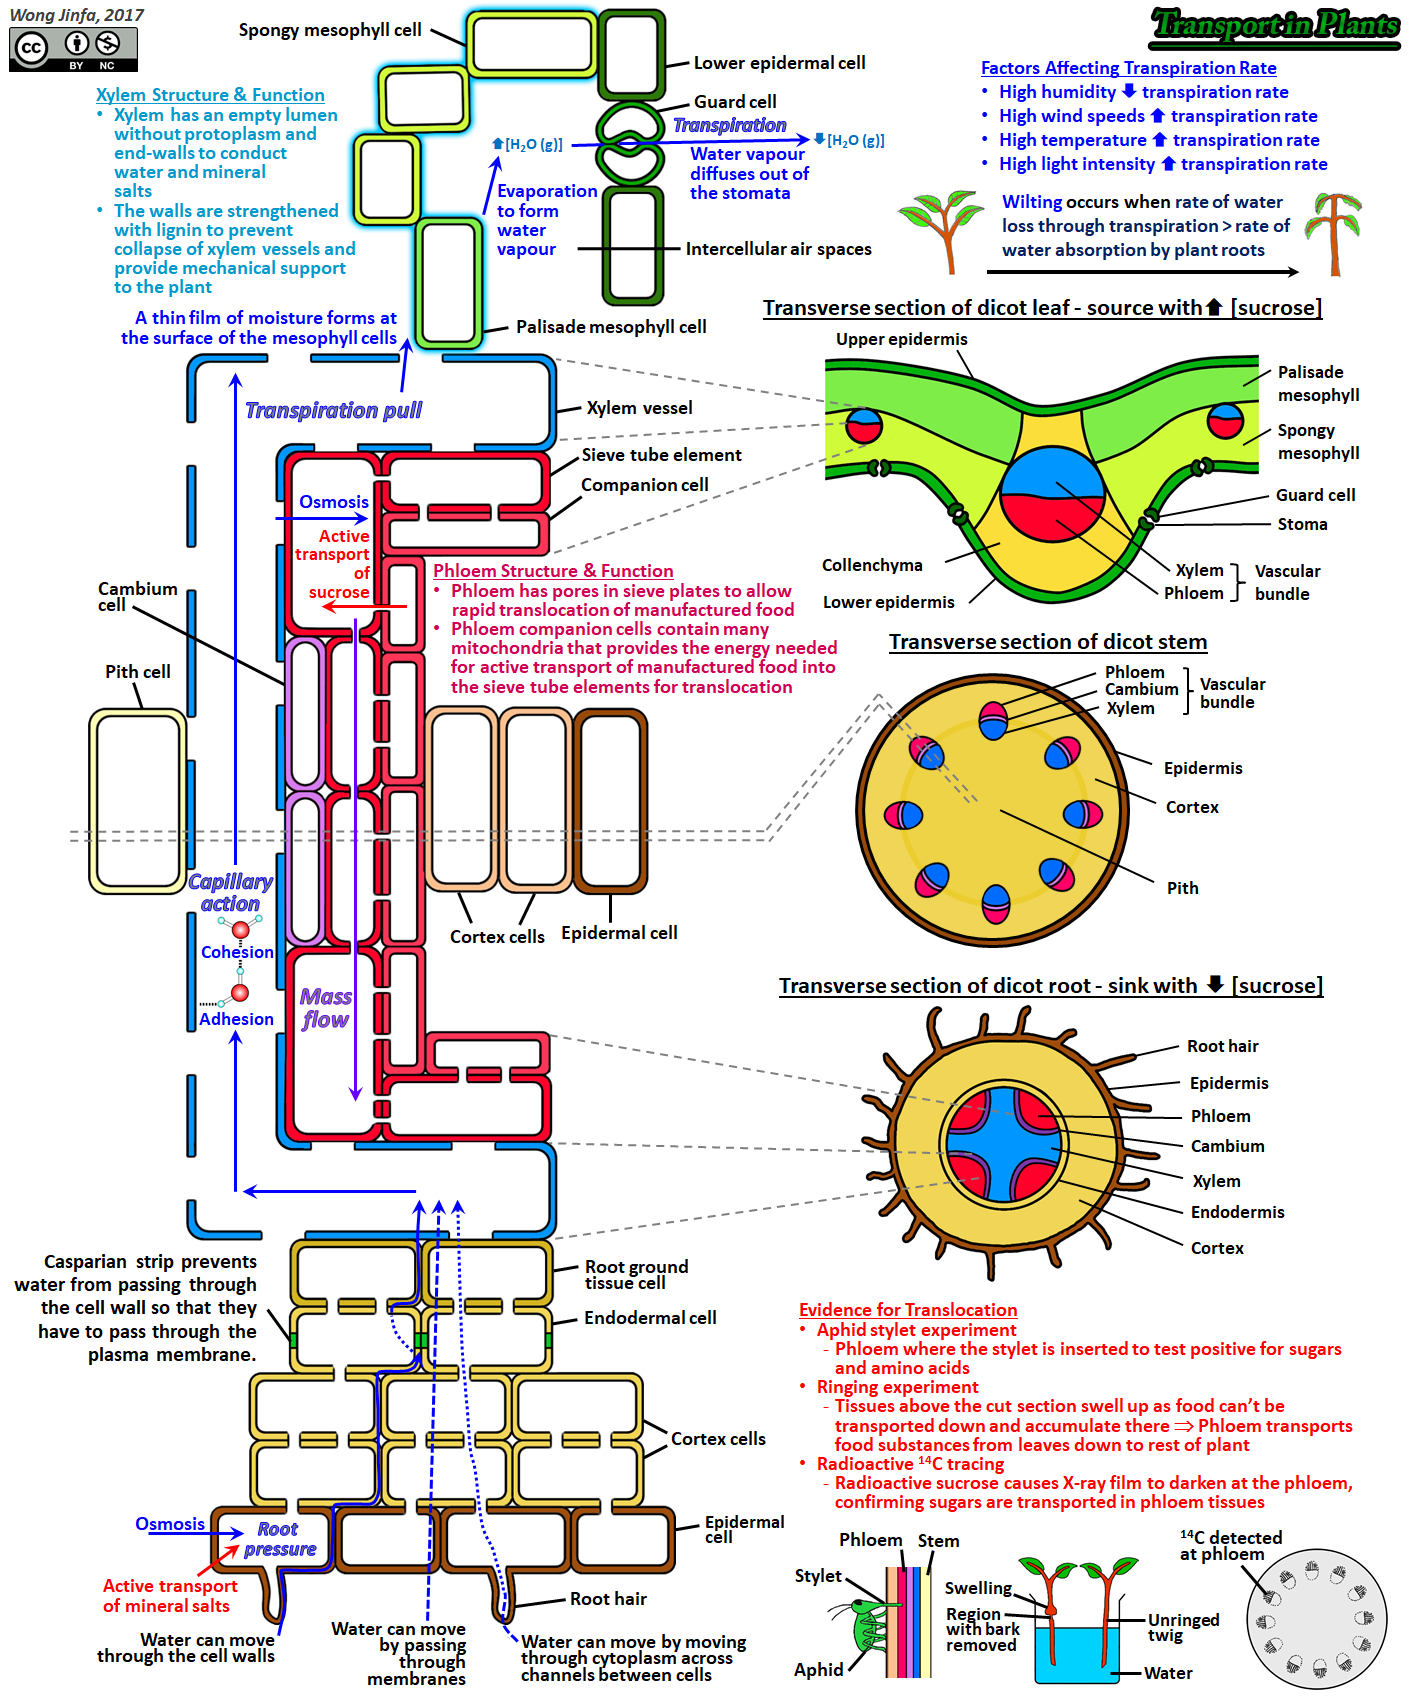 Wong Jinfa, 2017
cc
BY NC
Transport in Plants
Spongy mesophyll cell
Lower epidermal cell
Guard cell
Transpiration
⬆[H₂O (g)]
⬇[H₂O (g)]
Water vapour
diffuses out of
the stomata
Evaporation
to form
water
vapour
Intercellular air spaces
Palisade mesophyll cell
Xylem Structure & Function
• Xylem has an empty lumen
without protoplasm and
end-walls to conduct
water and mineral
salts
• The walls are strengthened
with lignin to prevent
collapse of xylem vessels and
provide mechanical support
to the plant
A thin film of moisture forms at
the surface of the mesophyll cells
Factors Affecting Transpiration Rate
• High humidity ⬇ transpiration rate
• High wind speeds ⬆ transpiration rate
• High temperature ⬆ transpiration rate
• High light intensity ⬆ transpiration rate
Wilting occurs when rate of water
loss through transpiration > rate of
water absorption by plant roots
Transverse section of dicot leaf - source with⬆ [sucrose]
Upper epidermis
Palisade
mesophyll
Spongy
mesophyll
Guard cell
Stoma
Collenchyma
Lower epidermis
Xylem
Phloem
Vascular
bundle
Transpiration pull
Xylem vessel
Sieve tube element
Companion cell
Osmosis
Active
transport
of
sucrose
Phloem Structure & Function
• Phloem has pores in sieve plates to allow
rapid translocation of manufactured food
• Phloem companion cells contain many
mitochondria that provides the energy needed
for active transport of manufactured food into
the sieve tube elements for translocation
Cambium
cell
Pith cell
Cortex cells
Epidermal cell
Capillary
action
Cohesion
Adhesion
Mass
flow
Transverse section of dicot stem
Phloem
Cambium
Xylem
Vascular
bundle
Epidermis
Cortex
Pith
Transverse section of dicot root - sink with ⬇ [sucrose]
Root hair
Epidermis
Phloem
Cambium
Xylem
Endodermis
Cortex
Casparian strip prevents
water from passing through
the cell wall so that they
have to pass through the
plasma membrane.
Root ground
tissue cell
Endodermal cell
Cortex cells
Epidermal
cell
Root hair
Osmosis
Root
pressure
Active transport
of mineral salts
Water can move
through the cell walls
Water can move
by passing
through
membranes
Water can move by moving
through cytoplasm across
channels between cells
Evidence for Translocation
• Aphid stylet experiment
- Phloem where the stylet is inserted to test positive for sugars
and amino acids
• Ringing experiment
- Tissues above the cut section swell up as food can't be
transported down and accumulate there ⇒ Phloem transports
food substances from leaves down to rest of plant
• Radioactive ¹⁴C tracing
- Radioactive sucrose causes X-ray film to darken at the phloem,
confirming sugars are transported in phloem tissues
Phloem
Stem
Stylet
Aphid
Swelling
Region
with bark
removed
Unringed
twig
Water
¹⁴C detected
at phloem